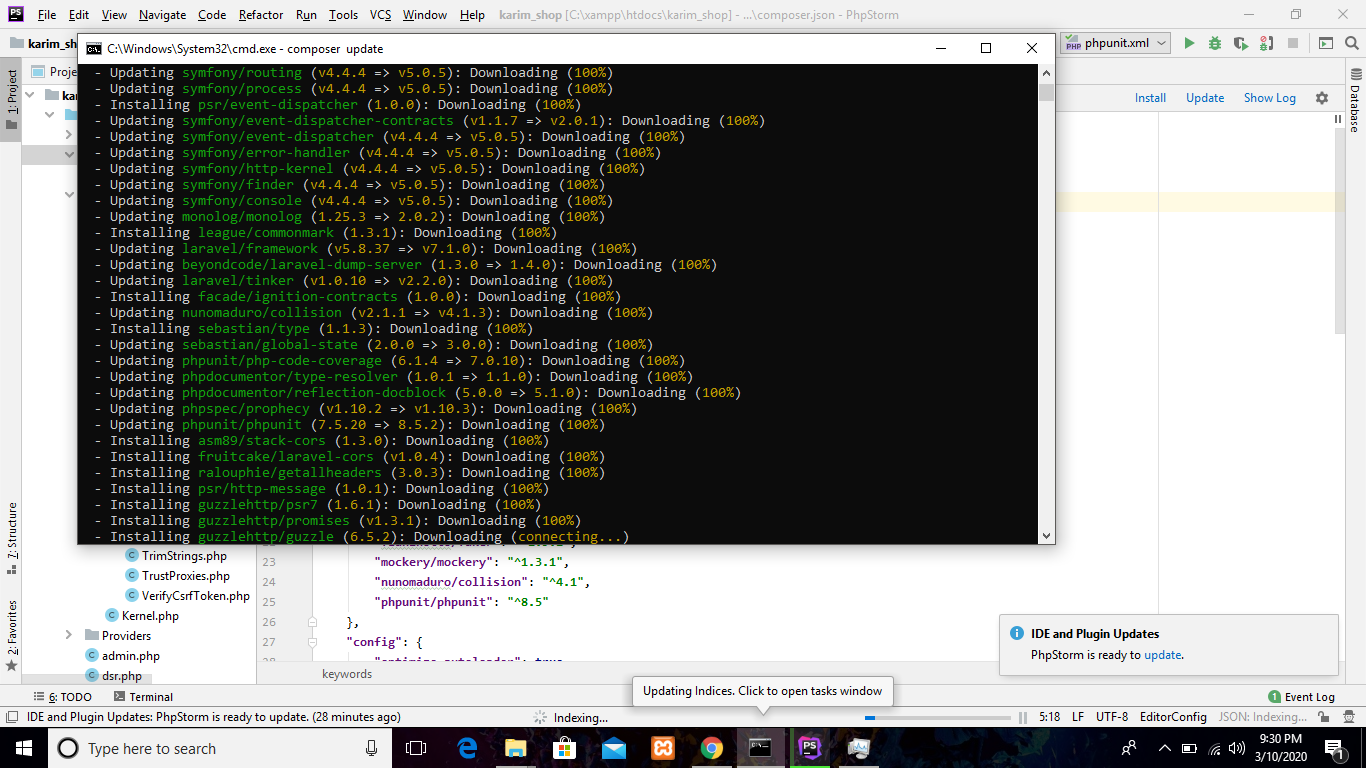 File Edit View Navigate Code Refactor Run Tools VCS Window Help karim_shop [C:\xampp\htdocs\karim_shop] - ...\composer.json - PhpStorm
karim_sh
phpunit.xml
C:\Windows\System32\cmd.exe - composer update
1: Project
Proje
ka
Install Update Show Log
Database
- Updating symfony/routing (v4.4.4 => v5.0.5): Downloading (100%)
- Updating symfony/process (v4.4.4 => v5.0.5): Downloading (100%)
- Installing psr/event-dispatcher (1.0.0): Downloading (100%)
- Updating symfony/event-dispatcher-contracts (v1.1.7 => v2.0.1): Downloading (100%)
- Updating symfony/event-dispatcher (v4.4.4 => v5.0.5): Downloading (100%)
- Updating symfony/error-handler (v4.4.4 => v5.0.5): Downloading (100%)
- Updating symfony/http-kernel (v4.4.4 => v5.0.5): Downloading (100%)
- Updating symfony/finder (v4.4.4 => v5.0.5): Downloading (100%)
- Updating symfony/console (v4.4.4 => v5.0.5): Downloading (100%)
- Updating monolog/monolog (1.25.3 => 2.0.2): Downloading (100%)
- Installing league/commonmark (1.3.1): Downloading (100%)
- Updating laravel/framework (v5.8.37 => v7.1.0): Downloading (100%)
- Updating beyondcode/laravel-dump-server (1.3.0 => 1.4.0): Downloading (100%)
- Updating laravel/tinker (v1.0.10 => v2.2.0): Downloading (100%)
- Installing facade/ignition-contracts (1.0.0): Downloading (100%)
- Updating nunomaduro/collision (v2.1.1 => v4.1.3): Downloading (100%)
- Installing sebastian/type (1.1.3): Downloading (100%)
- Updating sebastian/global-state (2.0.0 => 3.0.0): Downloading (100%)
- Updating phpunit/php-code-coverage (6.1.4 => 7.0.10): Downloading (100%)
- Updating phpdocumentor/type-resolver (1.0.1 => 1.1.0): Downloading (100%)
- Updating phpdocumentor/reflection-docblock (5.0.0 => 5.1.0): Downloading (100%)
- Updating phpspec/prophecy (v1.10.2 => v1.10.3): Downloading (100%)
- Updating phpunit/phpunit (7.5.20 => 8.5.2): Downloading (100%)
- Installing asm89/stack-cors (1.3.0): Downloading (100%)
- Installing fruitcake/laravel-cors (v1.0.4): Downloading (100%)
- Installing ralouphie/getallheaders (3.0.3): Downloading (100%)
- Installing psr/http-message (1.0.1): Downloading (100%)
- Installing guzzlehttp/psr7 (1.6.1): Downloading (100%)
- Installing guzzlehttp/promises (v1.3.1): Downloading (100%)
- Installing guzzlehttp/guzzle (6.5.2): Downloading (connecting...)
7: Structure
2: Favorites
TrimStrings.php
TrustProxies.php
VerifyCsrfToken.php
Kernel.php
Providers
admin.php
dsr.php
23 "mockery/mockery": "^1.3.1",
24 "nunomaduro/collision": "^4.1",
25 "phpunit/phpunit": "^8.5"
26 },
27 "config": {
keywords
IDE and Plugin Updates
PhpStorm is ready to update.
Updating Indices. Click to open tasks window
6: TODO Terminal
1 Event Log
IDE and Plugin Updates: PhpStorm is ready to update. (28 minutes ago) Indexing... 5:18 LF UTF-8 EditorConfig JSON: Indexing...
Type here to search
9:30 PM
3/10/2020
1